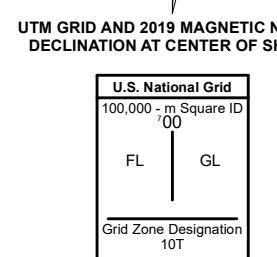 UTM GRID AND 2019 MAGNETIC
DECLINATION AT CENTER OF
U.S. National Grid
100,000 - m Square ID
⁷00
FL GL
Grid Zone Designation
10T